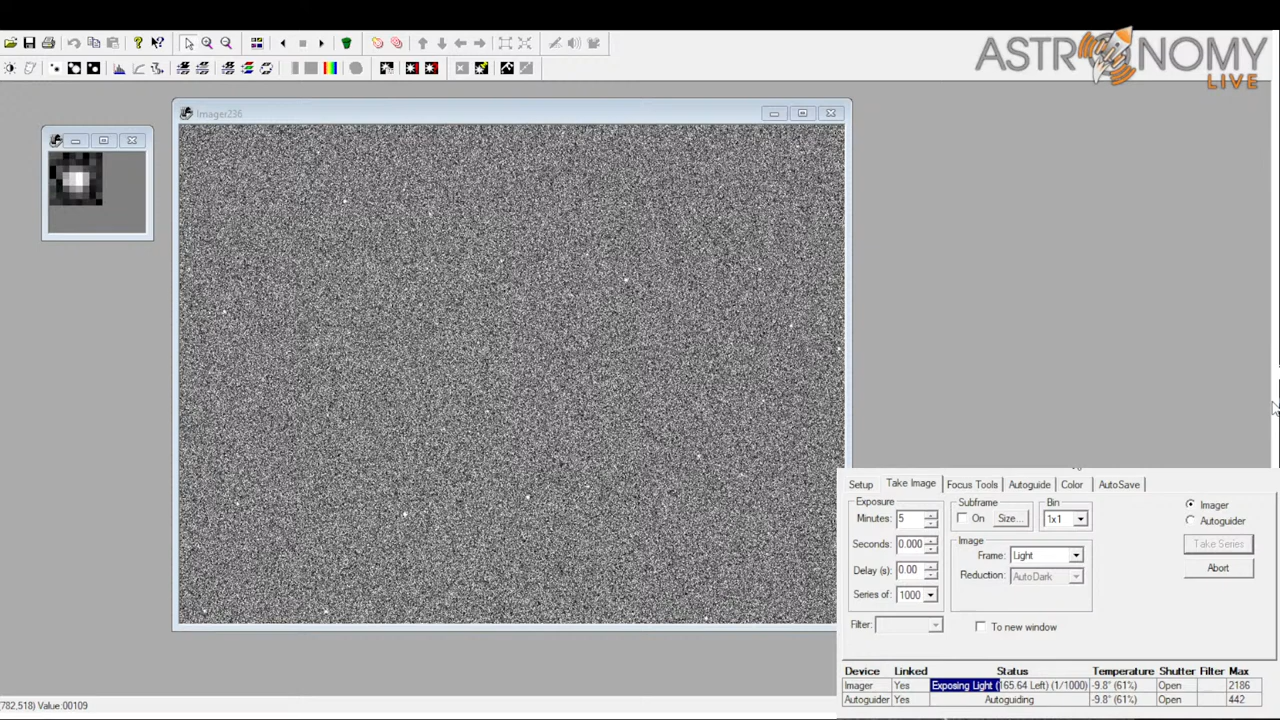 ASTRONOMY
LIVE
Imager236
Setup Take Image Focus Tools Autoguide Color AutoSave
Exposure
Minutes: 5
Seconds: 0.000
Delay (s): 0.00
Series of: 1000
Filter:
Subframe
On Size...
Bin
1x1
Image
Frame: Light
Reduction: AutoDark
To new window
Imager
Autoguider
Take Series
Abort
Device Linked Status Temperature Shutter Filter Max
Imager Yes Exposing Light (165.64 Left) (1/1000) -9.8° (61%) Open 2186
Autoguider Yes Autoguiding -9.8° (61%) Open 442
(782,518) Value:00109